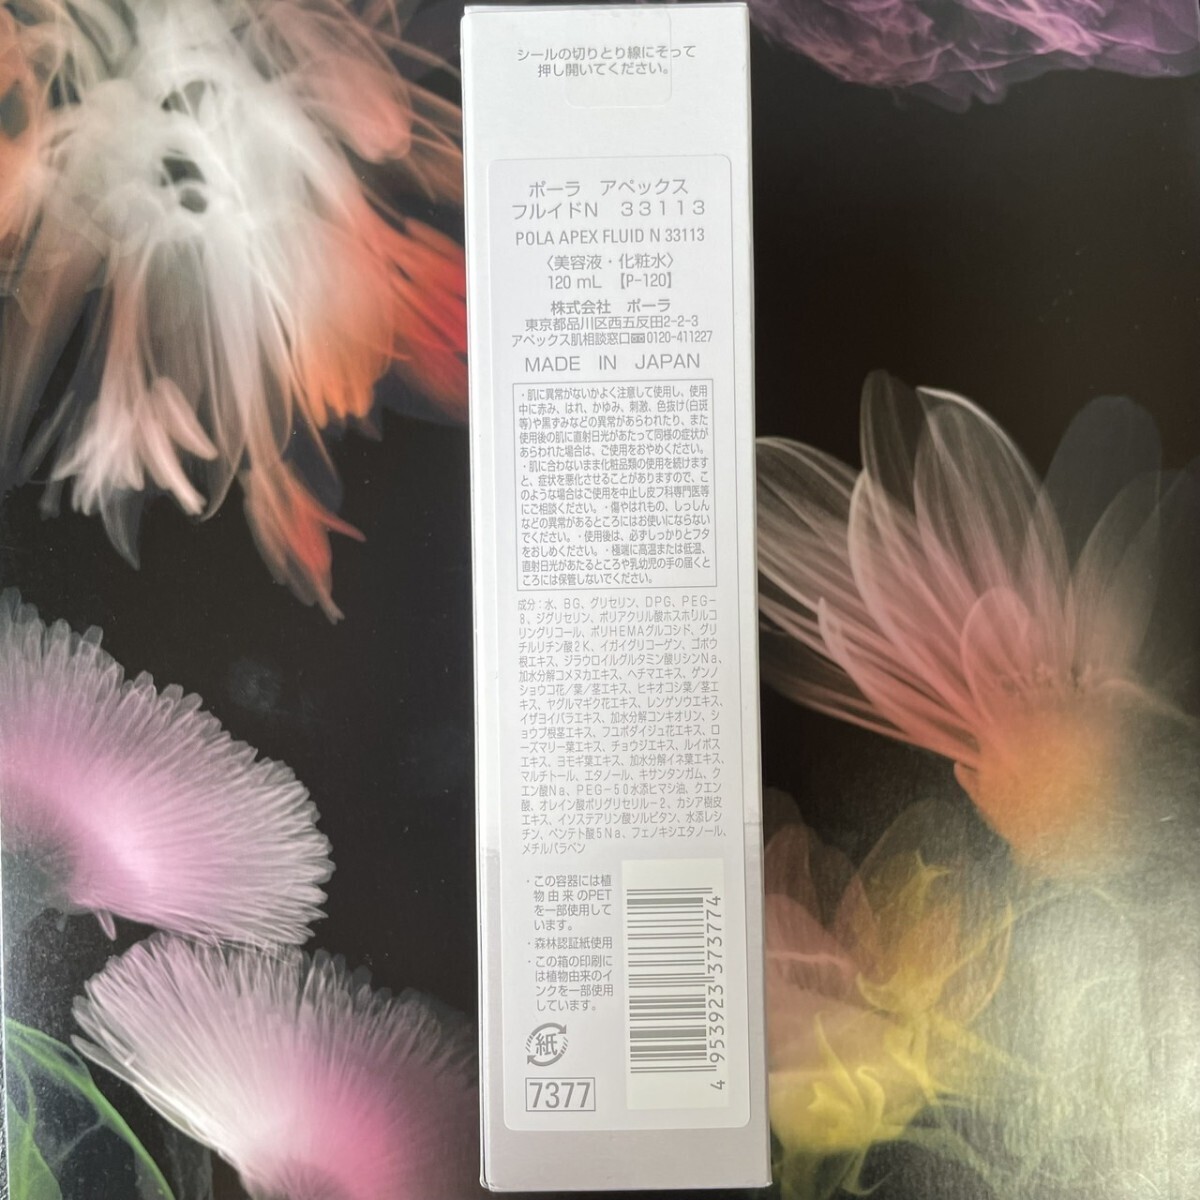 シールの切りとり線にそって
押し開いてください。
ポーラ アペックス
フルイドN 33113
POLA APEX FLUID N 33113
〈美容液・化粧水〉
120 mL 【P-120】
株式会社 ポーラ
東京都品川区西五反田2-2-3
アペックス肌相談窓口 0120-411227
MADE IN JAPAN
・肌に異常がないかよく注意して使用し、使用
中に赤み、はれ、かゆみ、刺激、色抜け(白斑
等)や黒ずみなどの異常があらわれたり、また
使用後の肌に直射日光があたって同様の症状が
あらわれた場合は、ご使用をおやめください。
・肌に合わないまま化粧品類の使用を続けます
と、症状を悪化させることがありますので、こ
のような場合はご使用を中止し皮フ科専門医等
にご相談ください。・傷やはれもの、しっしん
などの異常があるところにはお使いにならない
でください。・使用後は、必ずしっかりとフタ
をおしめください。・極端に高温または低温、
直射日光があたるところや乳幼児の手の届くと
ころには保管しないでください。
成分：水、BG、グリセリン、DPG、PEG-
8、ジグリセリン、ポリアクリル酸ホスホリルコ
リングリコール、ポリHEMAグルコシド、グリ
チルリチン酸2K、イガイグリコーゲン、ゴボウ
根エキス、ジラウロイルグルタミン酸リシンNa、
加水分解コメヌカエキス、ヘチマエキス、ゲンノ
ショウコ花／葉／茎エキス、ヒキオコシ葉／茎エ
キス、ヤグルマギク花エキス、レンゲソウエキス、
イザヨイバラエキス、加水分解コンキオリン、シ
ョウブ根茎エキス、フユボダイジュ花エキス、ロ
ーズマリー葉エキス、チョウジエキス、ルイボス
エキス、ヨモギ葉エキス、加水分解イネ葉エキス、
マルチトール、エタノール、キサンタンガム、ク
エン酸Na、PEG-50水添ヒマシ油、クエン
酸、オレイン酸ポリグリセリル-2、カシア樹皮
エキス、イソステアリン酸ソルビタン、水添レシ
チン、ペンテト酸5Na、フェノキシエタノール、
メチルパラベン
・この容器には植
物由来のPET
を一部使用して
います。
・森林認証紙使用
・この箱の印刷に
は植物由来のイ
ンクを一部使用
しています。
紙
7377
4 953923 373774